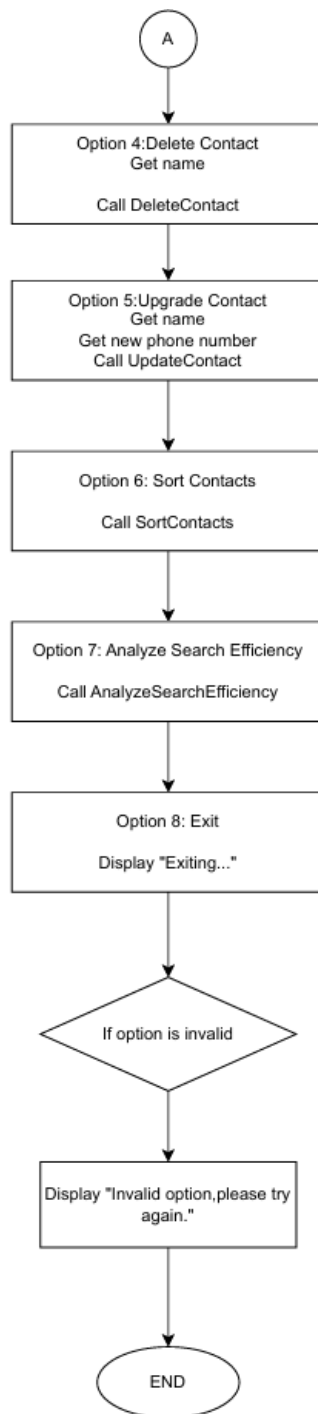 A
Option 4:Delete Contact
Get name
Call DeleteContact
Option 5:Upgrade Contact
Get name
Get new phone number
Call UpdateContact
Option 6: Sort Contacts
Call SortContacts
Option 7: Analyze Search Efficiency
Call AnalyzeSearchEfficiency
Option 8: Exit
Display "Exiting..."
If option is invalid
Display "Invalid option,please try
again."
END